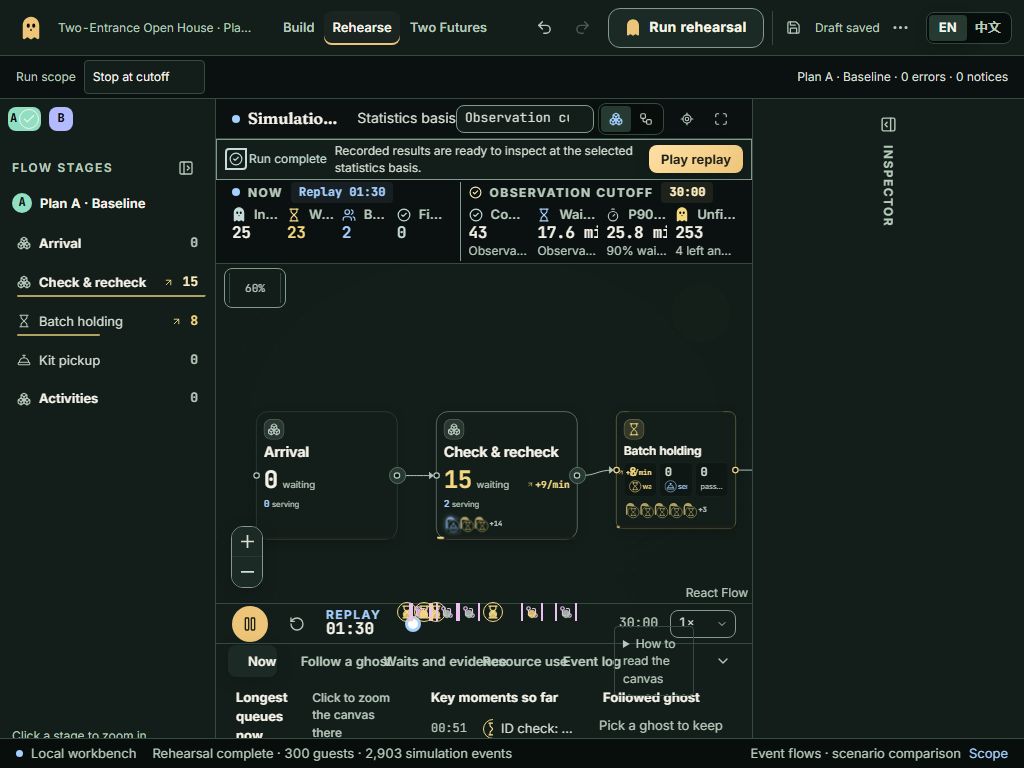 Two-Entrance Open House · Pla...
Build
Rehearse
Two Futures
Run rehearsal
Draft saved
EN
中文
Run scope
Stop at cutoff
Plan A · Baseline · 0 errors · 0 notices
A
B
FLOW STAGES
A
Plan A · Baseline
Arrival
0
Check & recheck
15
Batch holding
8
Kit pickup
0
Activities
0
Click a stage to zoom in
Simulatio...
Statistics basis
Observation
Run complete
Recorded results are ready to inspect at the selected
statistics basis.
Play replay
NOW
Replay 01:30
In...
W...
B...
Fi...
25
23
2
0
OBSERVATION CUTOFF
30:00
Co...
Wai...
P90...
Unfi...
43
17.6 mi
25.8 mi
253
Observa...
Observa...
90% wai...
4 left an...
60%
Arrival
0 waiting
0 serving
Check & recheck
15 waiting
+9/min
2 serving
+14
Batch holding
+8/min
0
0
wa
ser
pass...
+3
React Flow
REPLAY
01:30
30:00
1×
Now
Follow a ghost
Waits and evidence
Resource use
Event log
How to
read the
canvas
Longest
queues
now
Click to zoom
the canvas
there
Key moments so far
00:51
ID check: ...
Followed ghost
Pick a ghost to keep
INSPECTOR
Local workbench
Rehearsal complete · 300 guests · 2,903 simulation events
Event flows · scenario comparison
Scope